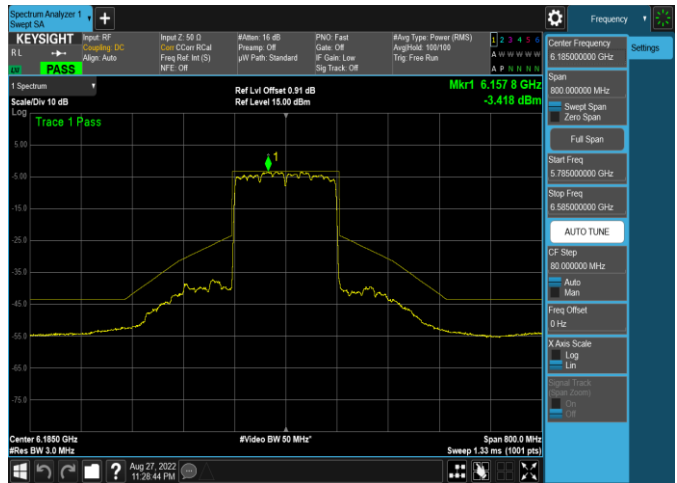 Spectrum Analyzer 1
Swept SA
Frequency
KEYSIGHT
Input: RF
Coupling: DC
Align: Auto
Input Z: 50 Ω
Corr CCorr RCal
Freq Ref: Int (S)
NFE: Off
#Atten: 16 dB
Preamp: Off
µW Path: Standard
PNO: Fast
Gate: Off
IF Gain: Low
Sig Track: Off
#Avg Type: Power (RMS)
Avg|Hold: 100/100
Trig: Free Run
1 2 3 4 5 6
A W W W W W
A P N N N N
R L
LU
PASS
1 Spectrum
Scale/Div 10 dB
Log
Ref Lvl Offset 0.91 dB
Ref Level 15.00 dBm
Mkr1 6.157 8 GHz
-3.418 dBm
Trace 1 Pass
1
5.00
-5.00
-15.0
-25.0
-35.0
-45.0
-55.0
-65.0
-75.0
Center 6.1850 GHz
#Res BW 3.0 MHz
#Video BW 50 MHz*
Span 800.0 MHz
Sweep 1.33 ms (1001 pts)
Aug 27, 2022
11:28:44 PM
?
Settings
Center Frequency
6.185000000 GHz
Span
800.000000 MHz
Swept Span
Zero Span
Full Span
Start Freq
5.785000000 GHz
Stop Freq
6.585000000 GHz
AUTO TUNE
CF Step
80.000000 MHz
Auto
Man
Freq Offset
0 Hz
X Axis Scale
Log
Lin
Signal Track
(Span Zoom)
On
Off